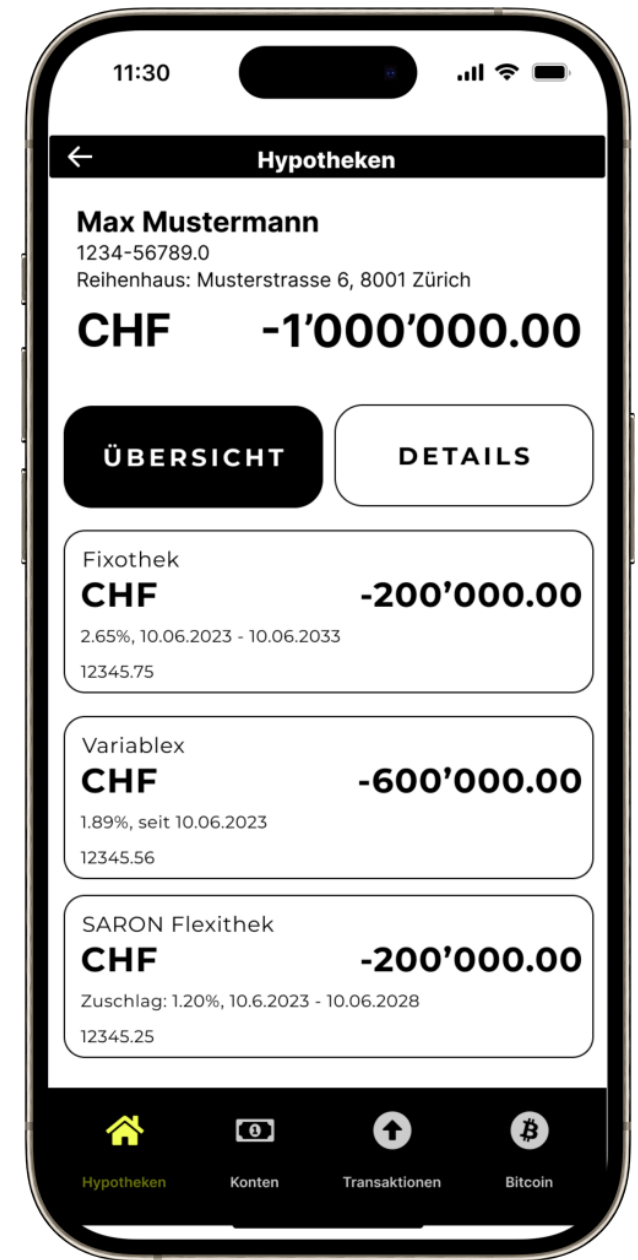 11:30
Hypotheken
Max Mustermann
1234-56789.0
Reihenhaus: Musterstrasse 6, 8001 Zürich
CHF -1’000’000.00
ÜBERSICHT DETAILS
Fixothek
CHF -200’000.00
2.65%, 10.06.2023 - 10.06.2033
12345.75
Variablex
CHF -600’000.00
1.89%, seit 10.06.2023
12345.56
SARON Flexithek
CHF -200’000.00
Zuschlag: 1.20%, 10.6.2023 - 10.06.2028
12345.25
Hypotheken Konten Transaktionen Bitcoin